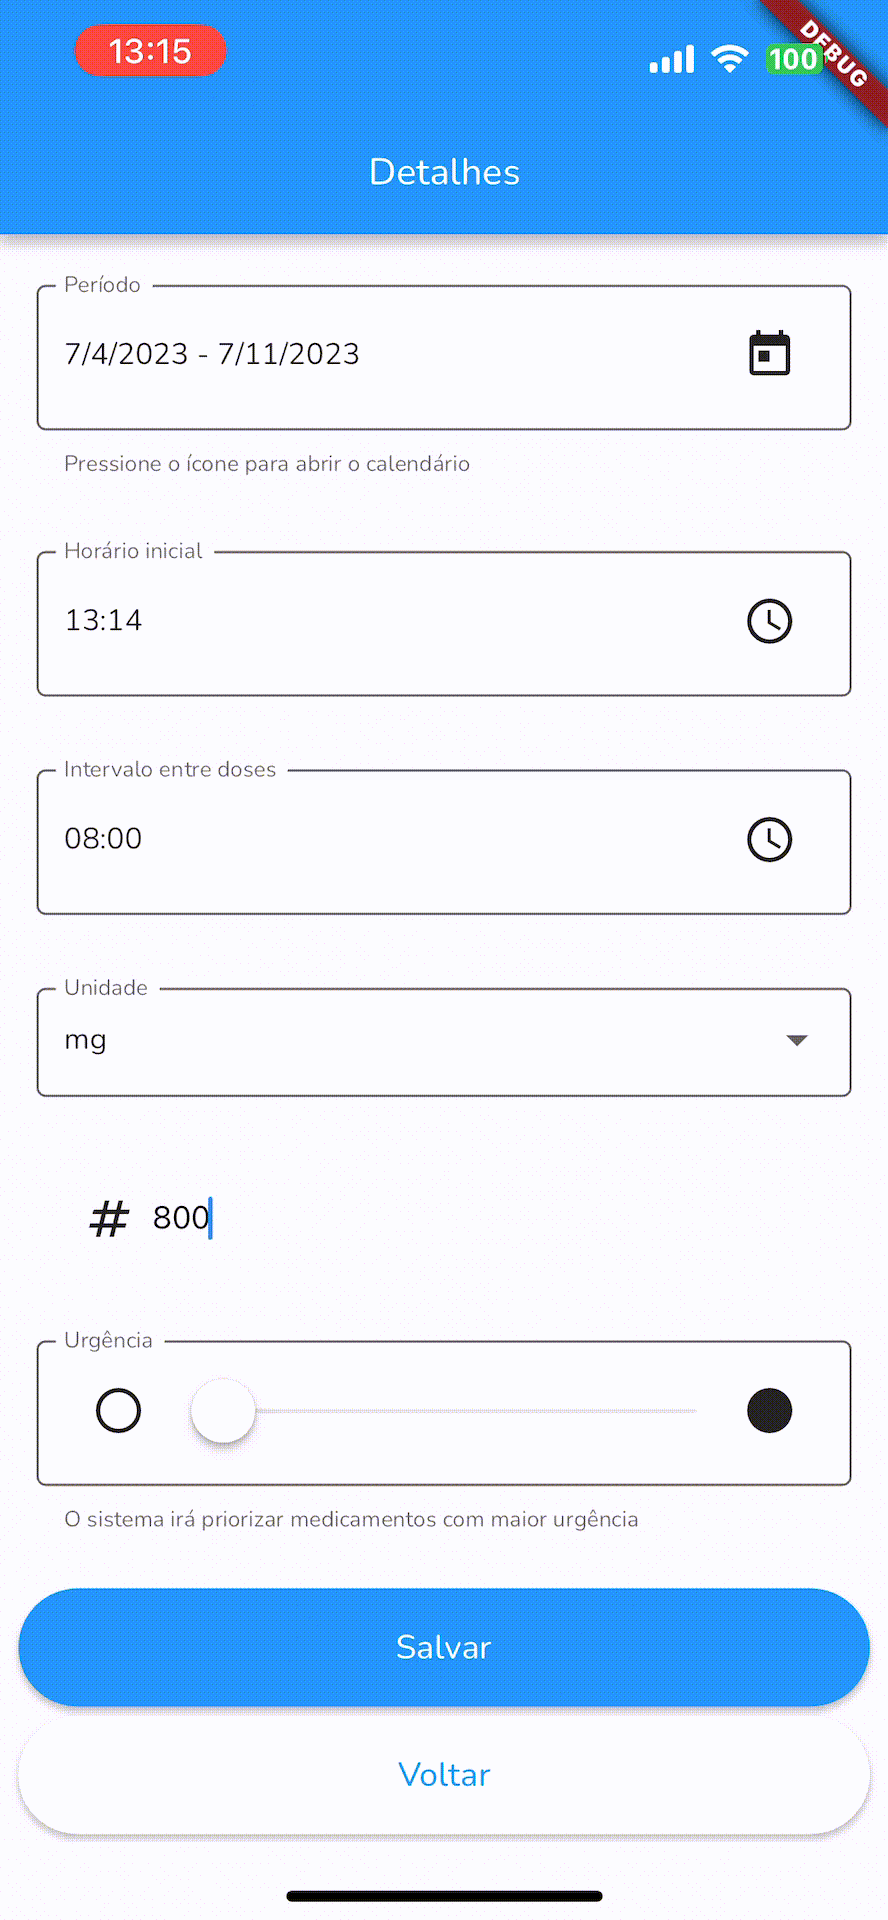 13:15
100
DEBUG
Detalhes
Período
7/4/2023 - 7/11/2023
Pressione o ícone para abrir o calendário
Horário inicial
13:14
Intervalo entre doses
08:00
Unidade
mg
# 800
Urgência
O sistema irá priorizar medicamentos com maior urgência
Salvar
Voltar